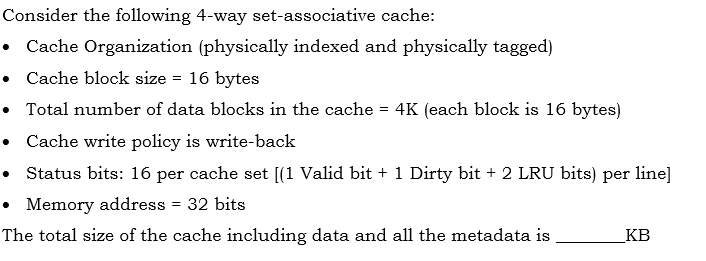 Consider the following 4-way set-associative cache:
• Cache Organization (physically indexed and physically tagged)
• Cache block size = 16 bytes
• Total number of data blocks in the cache = 4K (each block is 16 bytes)
• Cache write policy is write-back
• Status bits: 16 per cache set [(1 Valid bit + 1 Dirty bit + 2 LRU bits) per line]
• Memory address = 32 bits
The total size of the cache including data and all the metadata is _______KB